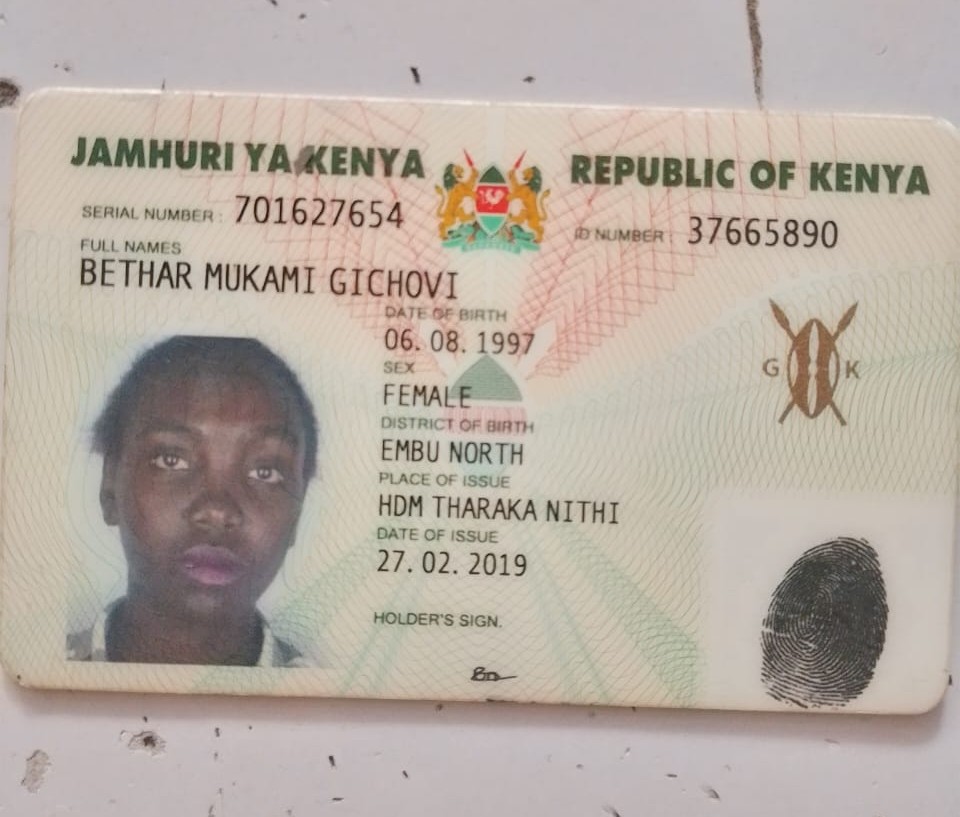 JAMHURI YA KENYA REPUBLIC OF KENYA
SERIAL NUMBER : 701627654 ID NUMBER : 37665890
FULL NAMES
BETHAR MUKAMI GICHOVI
DATE OF BIRTH
06. 08. 1997
SEX
FEMALE
G K
DISTRICT OF BIRTH
EMBU NORTH
PLACE OF ISSUE
HDM THARAKA NITHI
DATE OF ISSUE
27. 02. 2019
HOLDER'S SIGN.